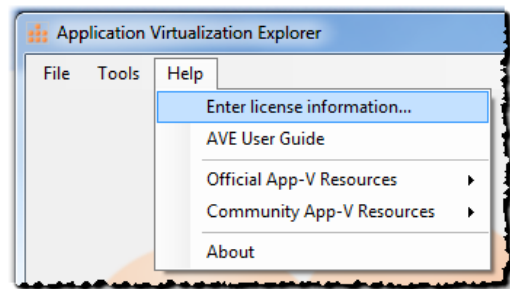 Application Virtualization Explorer
File Tools Help
Enter license information...
AVE User Guide
Official App-V Resources
Community App-V Resources
About